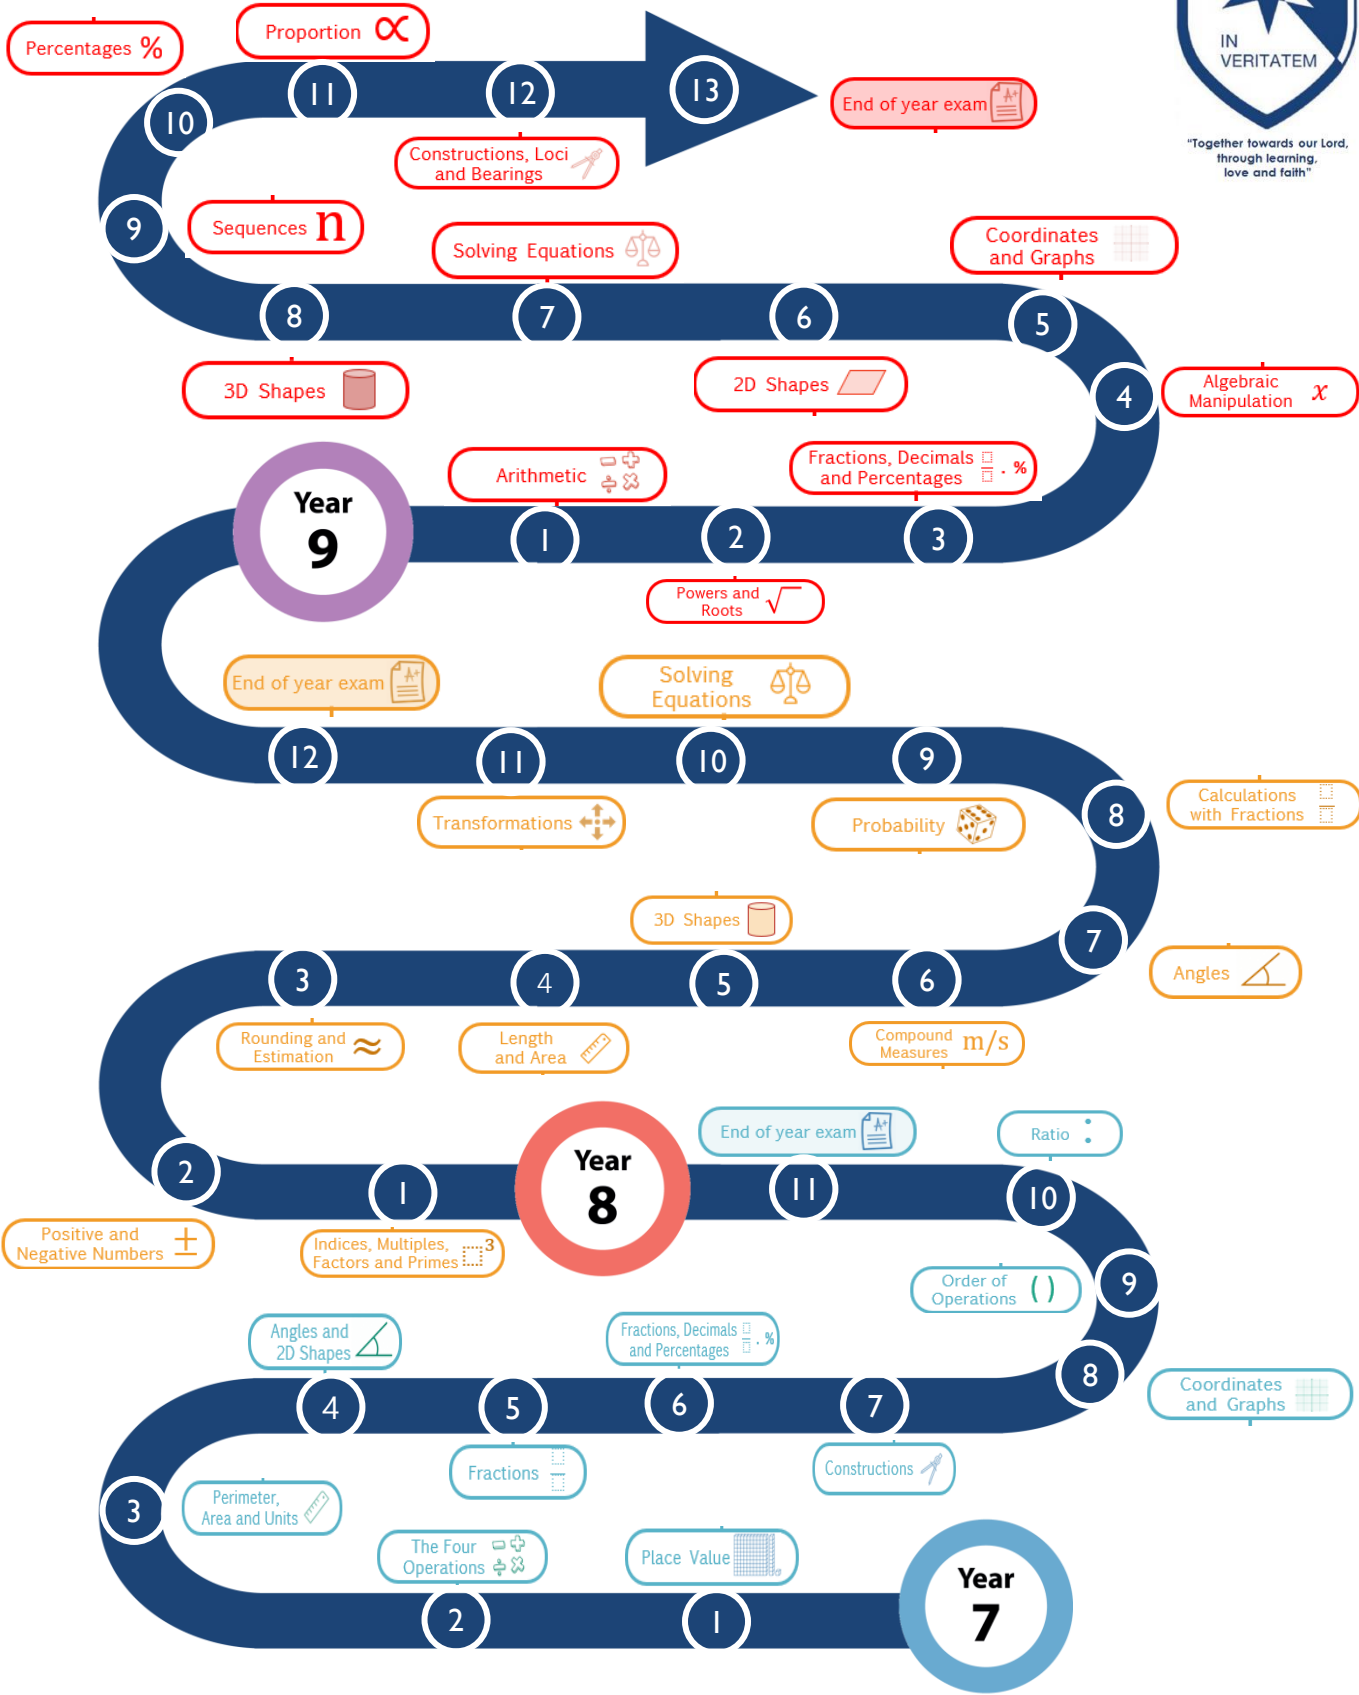 Percentages %
Proportion ∝
IN
VERITATEM
"Together towards our Lord,
through learning,
love and faith"
10
11
12
13
End of year exam A+
Constructions, Loci
and Bearings
9
Sequences n
Solving Equations
Coordinates
and Graphs
8
7
6
5
3D Shapes
2D Shapes
4
Algebraic
Manipulation x
Year
9
Arithmetic
Fractions, Decimals
and Percentages . %
1
2
3
Powers and
Roots √
End of year exam A+
Solving
Equations
12
11
10
9
8
Calculations
with Fractions
Transformations
Probability
3D Shapes
7
Angles
3
4
5
6
Rounding and
Estimation ≈
Length
and Area
Compound
Measures m/s
2
1
Year
8
End of year exam A+
Ratio :
11
10
Positive and
Negative Numbers ±
Indices, Multiples,
Factors and Primes 3
Order of
Operations ( )
9
Angles and
2D Shapes
Fractions, Decimals
and Percentages . %
8
Coordinates
and Graphs
4
5
6
7
Fractions
Constructions
3
Perimeter,
Area and Units
The Four
Operations
Place Value
2
1
Year
7